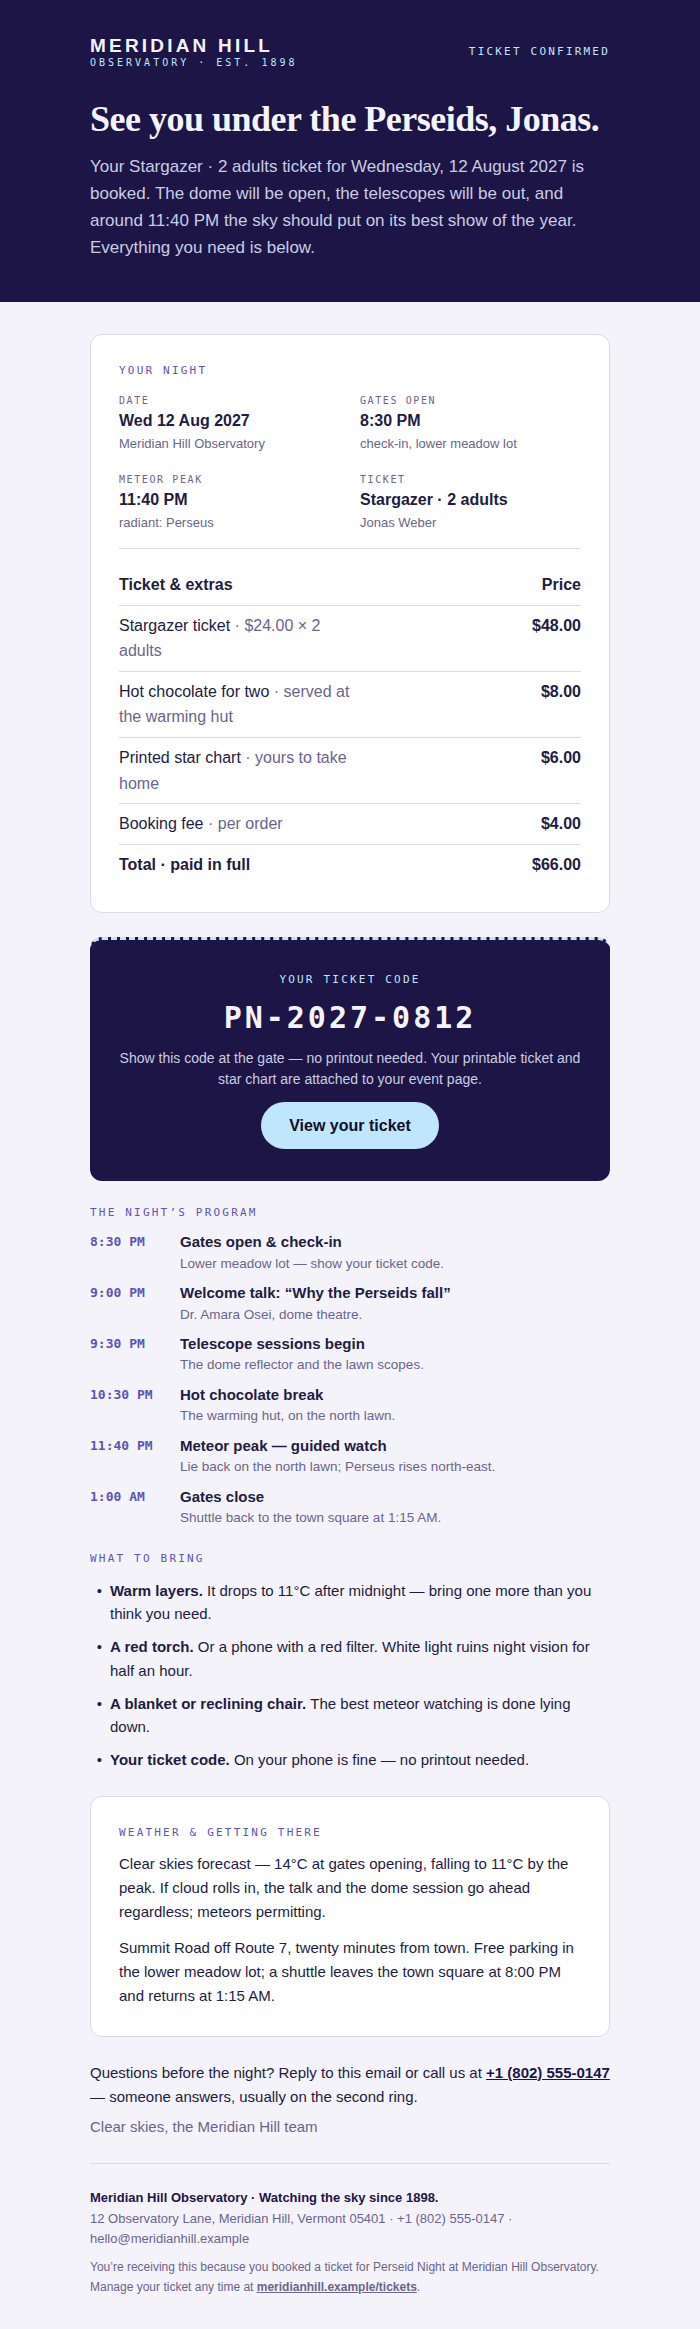 MERIDIAN HILL
OBSERVATORY · EST. 1898
TICKET CONFIRMED
See you under the Perseids, Jonas.
Your Stargazer · 2 adults ticket for Wednesday, 12 August 2027 is
booked. The dome will be open, the telescopes will be out, and
around 11:40 PM the sky should put on its best show of the year.
Everything you need is below.
YOUR NIGHT
DATE
Wed 12 Aug 2027
Meridian Hill Observatory
GATES OPEN
8:30 PM
check-in, lower meadow lot
METEOR PEAK
11:40 PM
radiant: Perseus
TICKET
Stargazer · 2 adults
Jonas Weber
Ticket & extras Price
Stargazer ticket · $24.00 × 2 $48.00
adults
Hot chocolate for two · served at $8.00
the warming hut
Printed star chart · yours to take $6.00
home
Booking fee · per order $4.00
Total · paid in full $66.00
YOUR TICKET CODE
PN-2027-0812
Show this code at the gate — no printout needed. Your printable ticket and
star chart are attached to your event page.
View your ticket
THE NIGHT’S PROGRAM
8:30 PM Gates open & check-in
Lower meadow lot — show your ticket code.
9:00 PM Welcome talk: “Why the Perseids fall”
Dr. Amara Osei, dome theatre.
9:30 PM Telescope sessions begin
The dome reflector and the lawn scopes.
10:30 PM Hot chocolate break
The warming hut, on the north lawn.
11:40 PM Meteor peak — guided watch
Lie back on the north lawn; Perseus rises north-east.
1:00 AM Gates close
Shuttle back to the town square at 1:15 AM.
WHAT TO BRING
• Warm layers. It drops to 11°C after midnight — bring one more than you
think you need.
• A red torch. Or a phone with a red filter. White light ruins night vision for
half an hour.
• A blanket or reclining chair. The best meteor watching is done lying
down.
• Your ticket code. On your phone is fine — no printout needed.
WEATHER & GETTING THERE
Clear skies forecast — 14°C at gates opening, falling to 11°C by the
peak. If cloud rolls in, the talk and the dome session go ahead
regardless; meteors permitting.
Summit Road off Route 7, twenty minutes from town. Free parking in
the lower meadow lot; a shuttle leaves the town square at 8:00 PM
and returns at 1:15 AM.
Questions before the night? Reply to this email or call us at +1 (802) 555-0147
— someone answers, usually on the second ring.
Clear skies, the Meridian Hill team
Meridian Hill Observatory · Watching the sky since 1898.
12 Observatory Lane, Meridian Hill, Vermont 05401 · +1 (802) 555-0147 ·
hello@meridianhill.example
You’re receiving this because you booked a ticket for Perseid Night at Meridian Hill Observatory.
Manage your ticket any time at meridianhill.example/tickets.